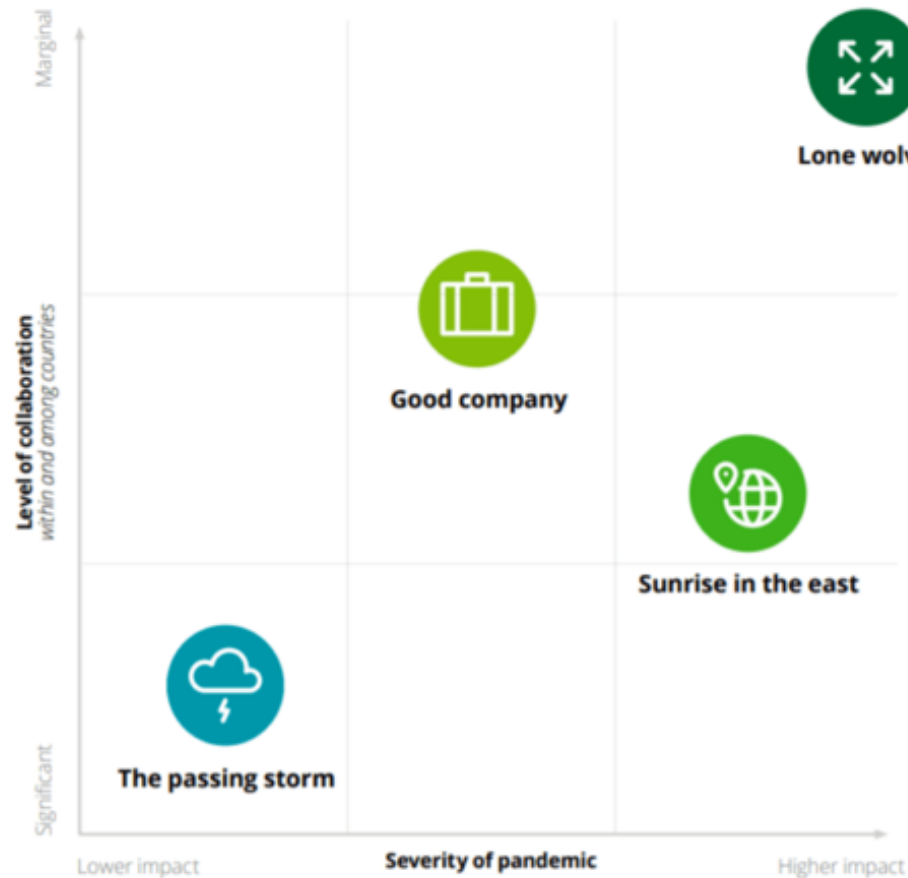 Marginal
Lone wolv
Level of collaboration
within and among countries
Good company
Sunrise in the east
The passing storm
Significant
Lower impact
Severity of pandemic
Higher impact